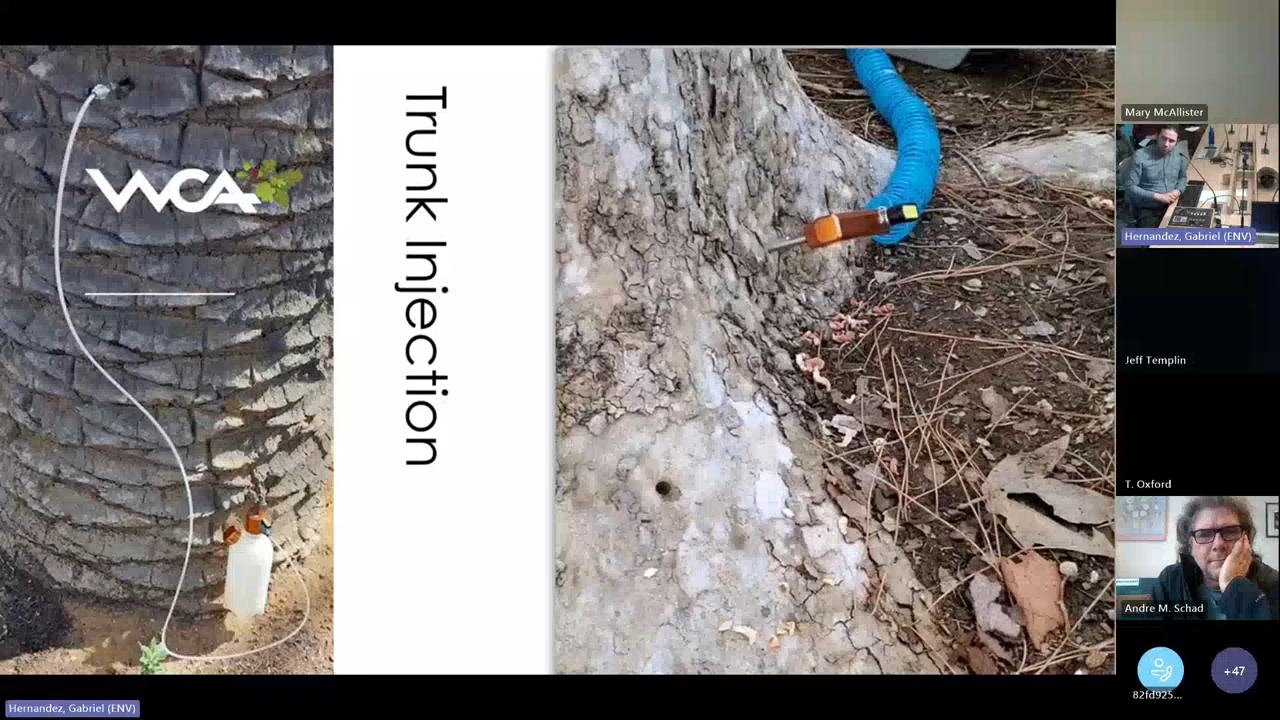 WCA
Trunk Injection
Mary McAllister
Hernandez, Gabriel (ENV)
Jeff Templin
T. Oxford
Andre M. Schad
82fd925...
+47
Hernandez, Gabriel (ENV)